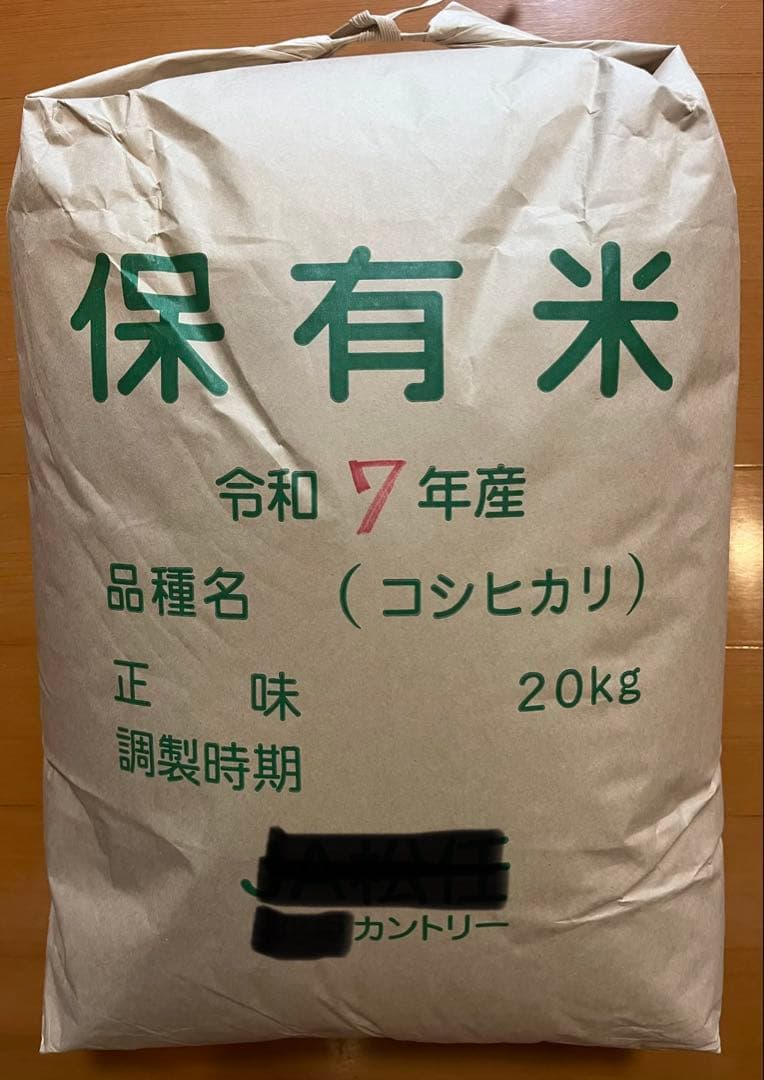 保有米
令和7年産
品種名 (コシヒカリ)
正味 20kg
調製時期
カントリー